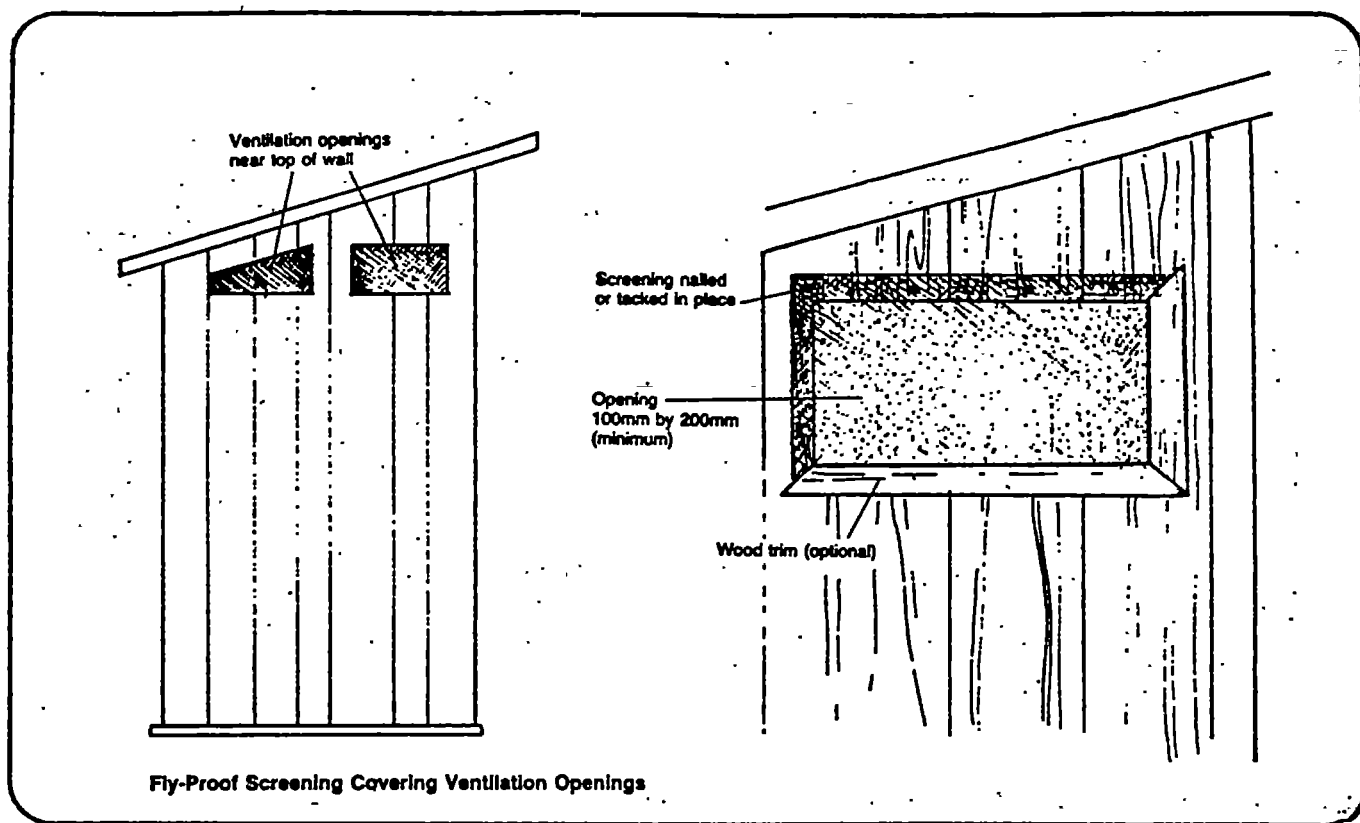 Ventilation openings
near top of wall
Screening nailed
or tacked in place
Opening
100mm by 200mm
(minimum)
Wood trim (optional)
Fly-Proof Screening Covering Ventilation Openings